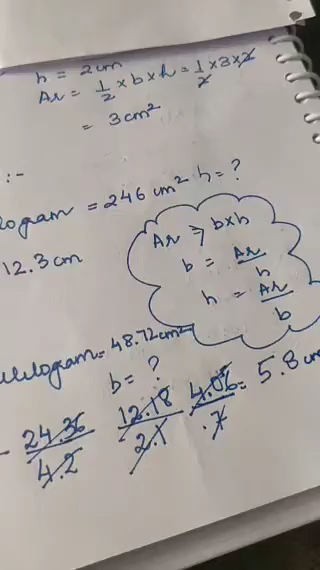 h = 2cm
Ar = 1/2 × b × h = 1/2 × 3 × 2
= 3cm²
:-
logram = 246 cm² h = ?
12.3 cm
Ar = b×h
b = Ar/h
h = Ar/b
lelogram = 48.72cm²
b = ?
24.36/4.2 12.18/2.1 4.06/.7 = 5.8 cm